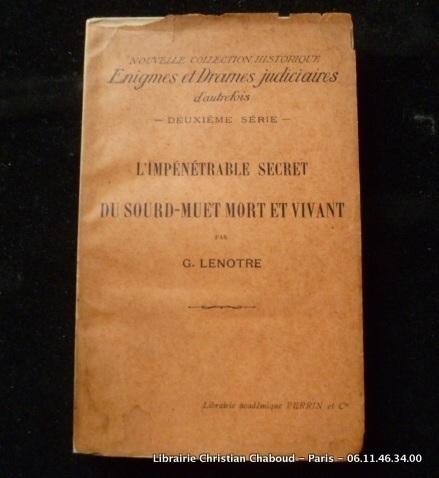 NOUVELLE COLLECTION HISTORIQUE
Enigmes et Drames judiciaires
d'autrefois
— DEUXIÈME SÉRIE —
L'IMPÉNÉTRABLE SECRET
DU SOURD-MUET MORT ET VIVANT
PAR
G. LENOTRE
Librairie académique PERRIN et Cie
Librairie Christian Chaboud - Paris - 06.11.46.34.00